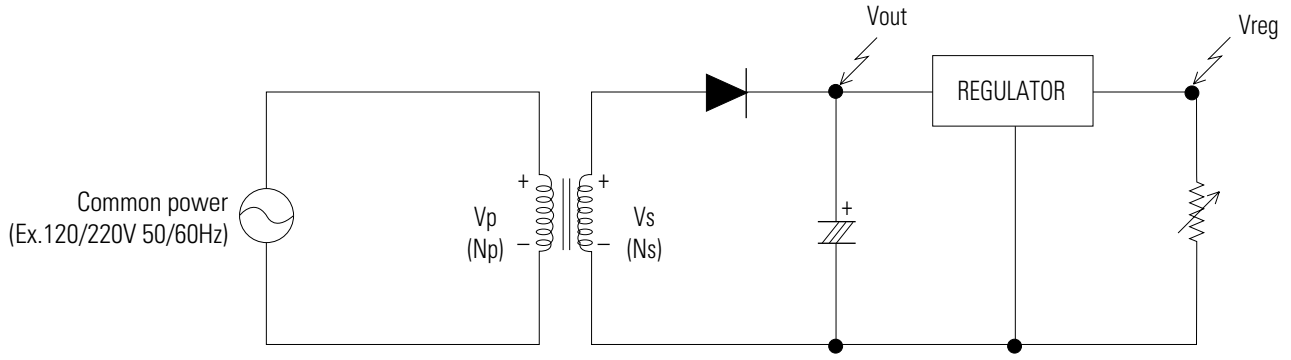 Vout
Vreg
REGULATOR
Common power
(Ex.120/220V 50/60Hz)
+
Vp
(Np)
−
+
Vs
(Ns)
−
+